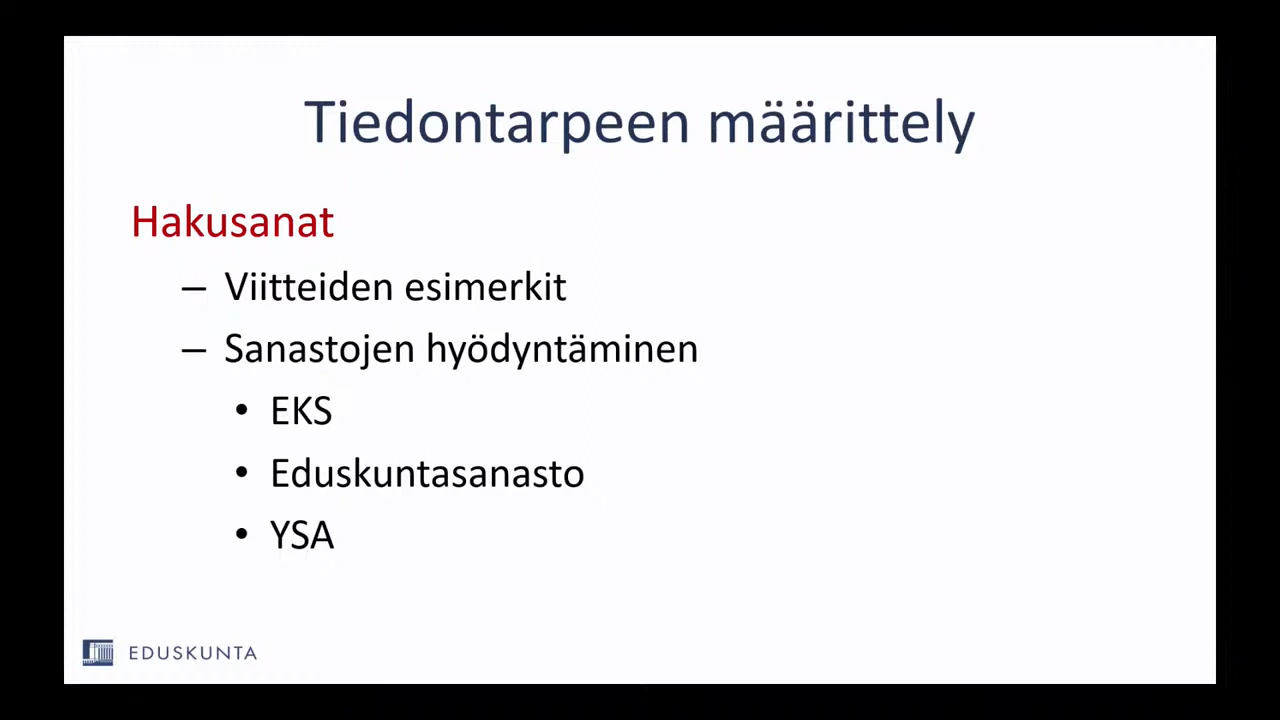 Tiedontarpeen määrittely
Hakusanat
– Viitteiden esimerkit
– Sanastojen hyödyntäminen
• EKS
• Eduskuntasanasto
• YSA
EDUSKUNTA